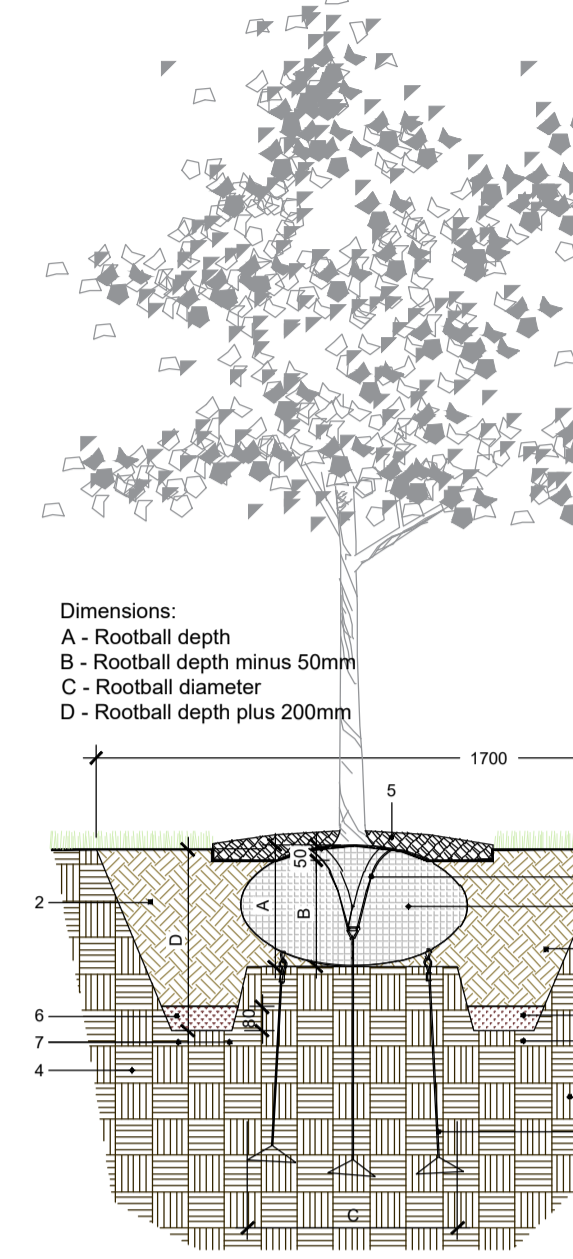 Dimensions:
A - Rootball depth
B - Rootball depth minus 50mm
C - Rootball diameter
D - Rootball depth plus 200mm
1700
5
50
2
A
B
D
6
80
7
4
C